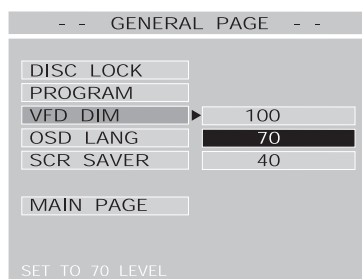 - - GENERAL PAGE - -
DISC LOCK
PROGRAM
VFD DIM 100
OSD LANG 70
SCR SAVER 40
MAIN PAGE
SET TO 70 LEVEL